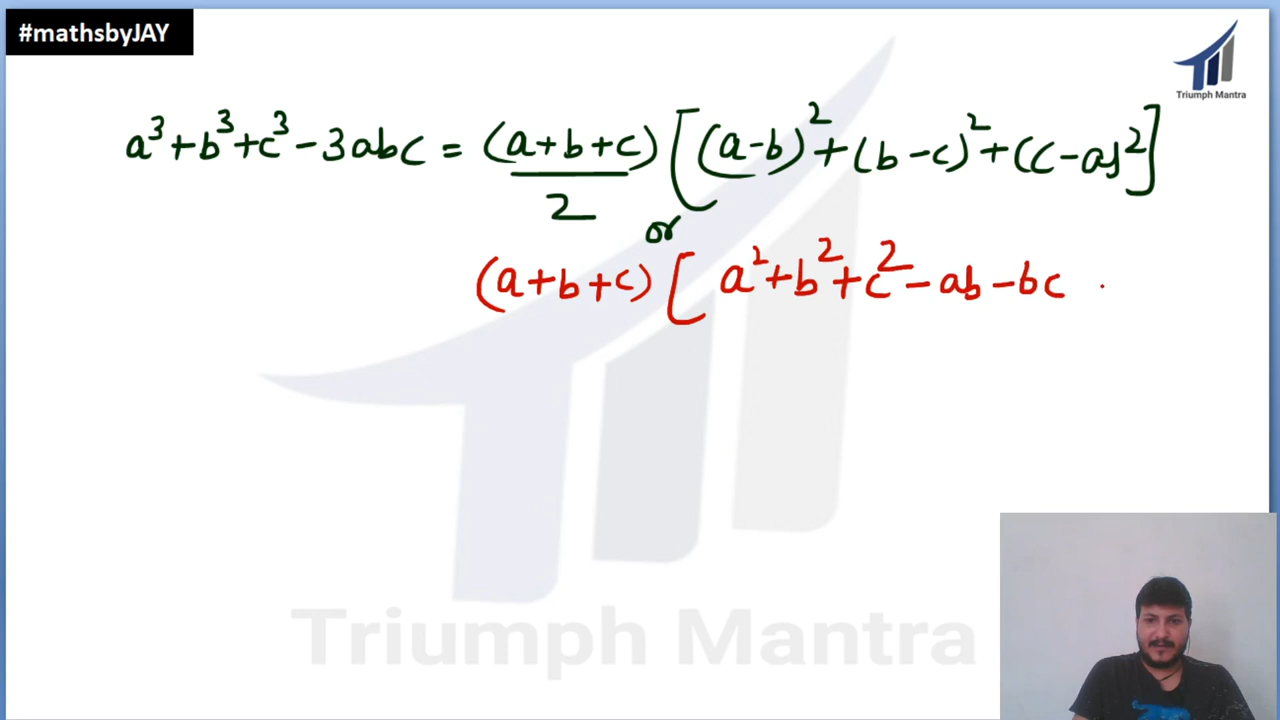 #mathsbyJAY
Triumph Mantra
a³+b³+c³-3abc = (a+b+c)/2 [(a-b)²+(b-c)²+(c-a)²]
or
(a+b+c) [ a²+b²+c²-ab-bc
Triumph Mantra